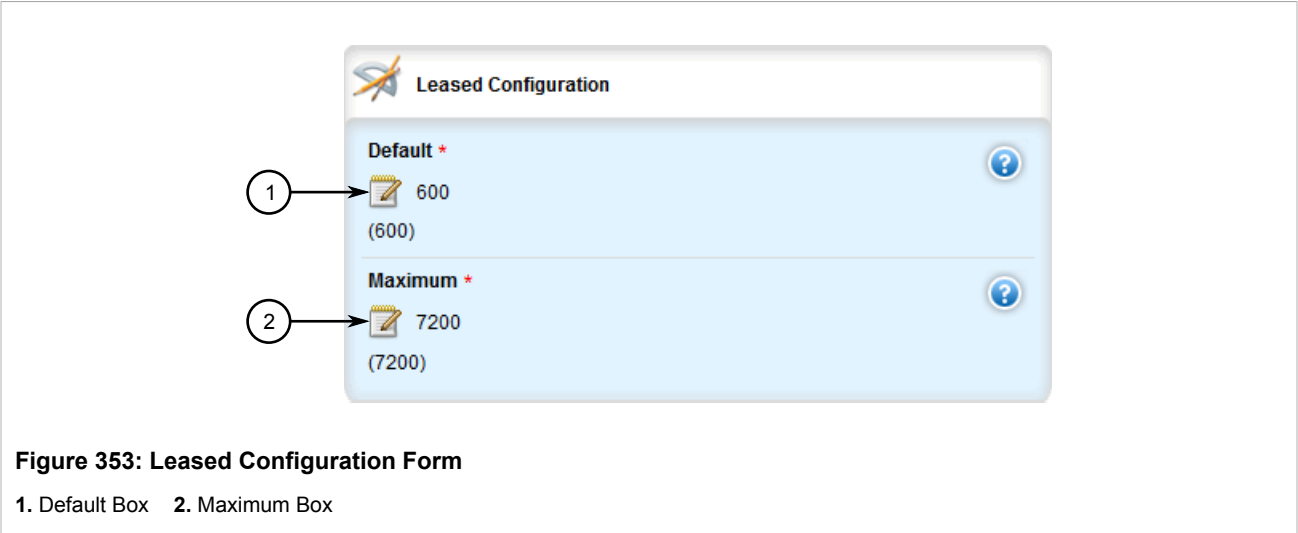 Leased Configuration
Default *
1
600
(600)
Maximum *
2
7200
(7200)
Figure 353: Leased Configuration Form
1. Default Box 2. Maximum Box